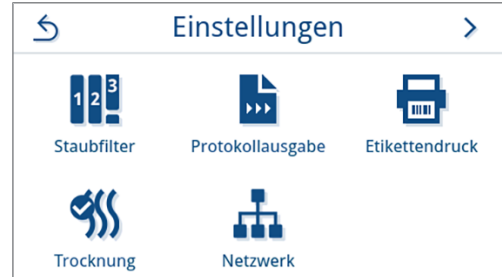 Einstellungen
1 2 3
Staubfilter
Protokollausgabe
Etikettendruck
Trocknung
Netzwerk